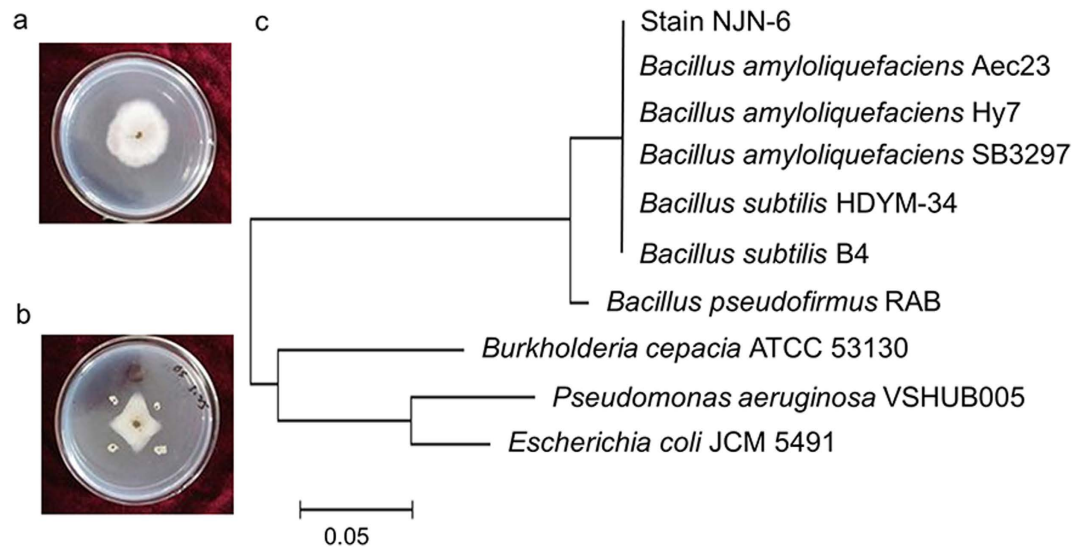 a
c
Stain NJN-6
Bacillus amyloliquefaciens Aec23
Bacillus amyloliquefaciens Hy7
Bacillus amyloliquefaciens SB3297
Bacillus subtilis HDYM-34
Bacillus subtilis B4
Bacillus pseudofirmus RAB
b
Burkholderia cepacia ATCC 53130
Pseudomonas aeruginosa VSHUB005
Escherichia coli JCM 5491
0.05